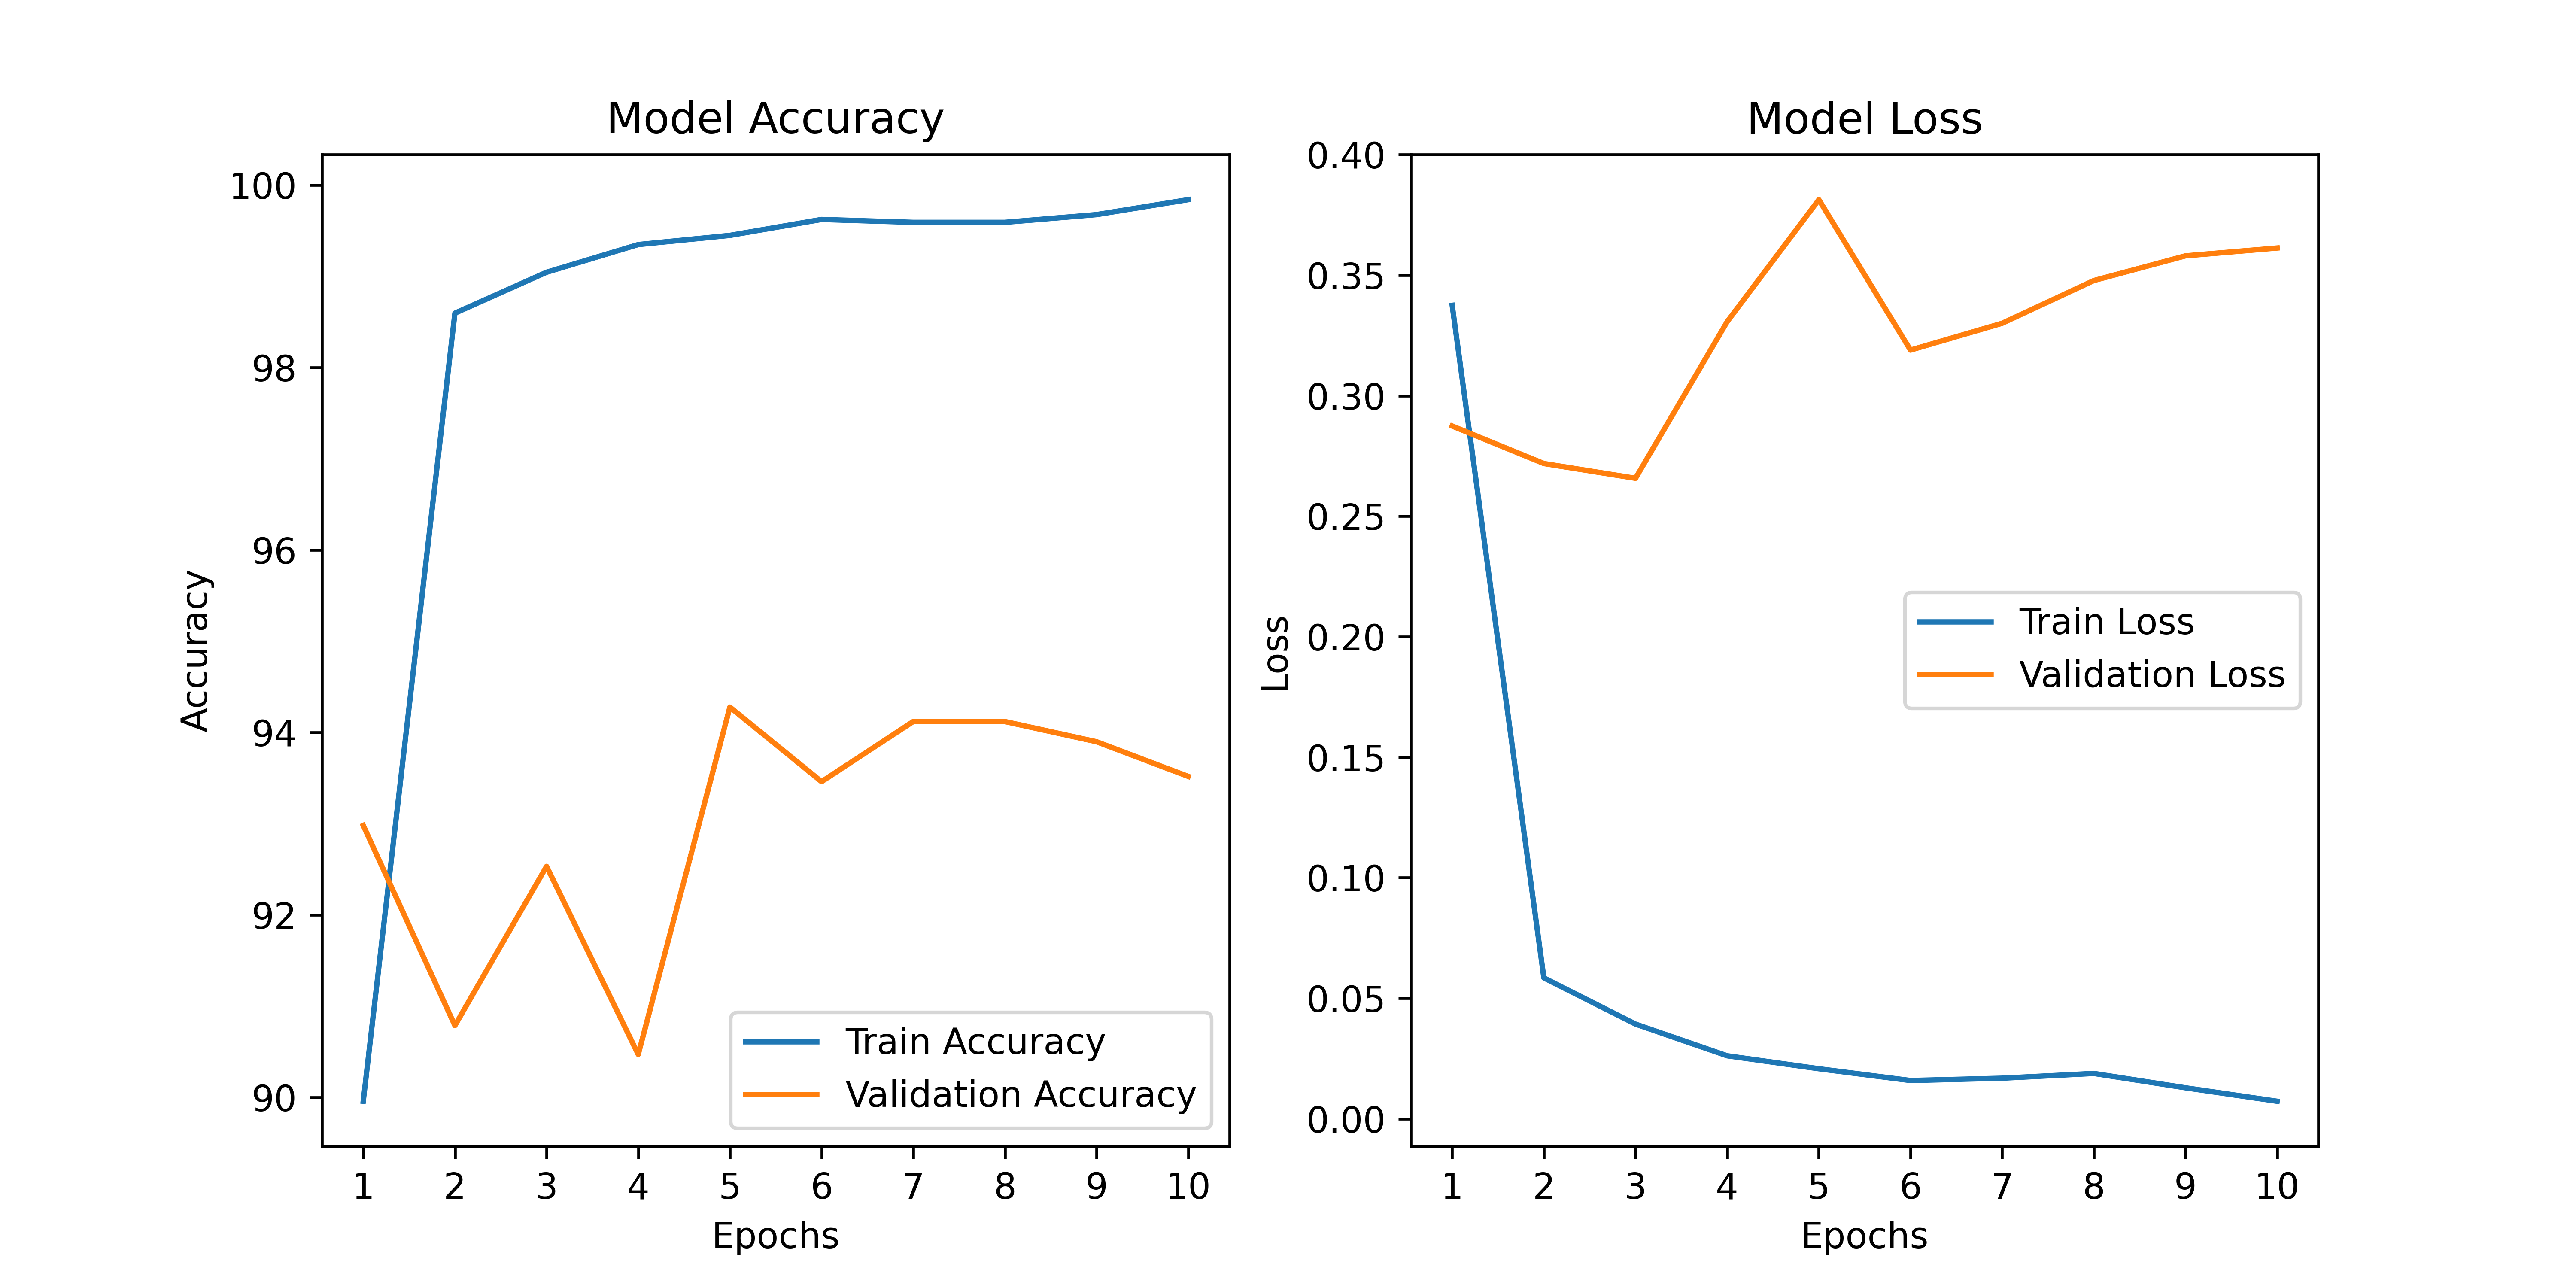 Model Accuracy
100
98
96
94
92
90
Accuracy
1 2 3 4 5 6 7 8 9 10
Epochs
Train Accuracy
Validation Accuracy
Model Loss
0.40
0.35
0.30
0.25
0.20
0.15
0.10
0.05
0.00
Loss
1 2 3 4 5 6 7 8 9 10
Epochs
Train Loss
Validation Loss